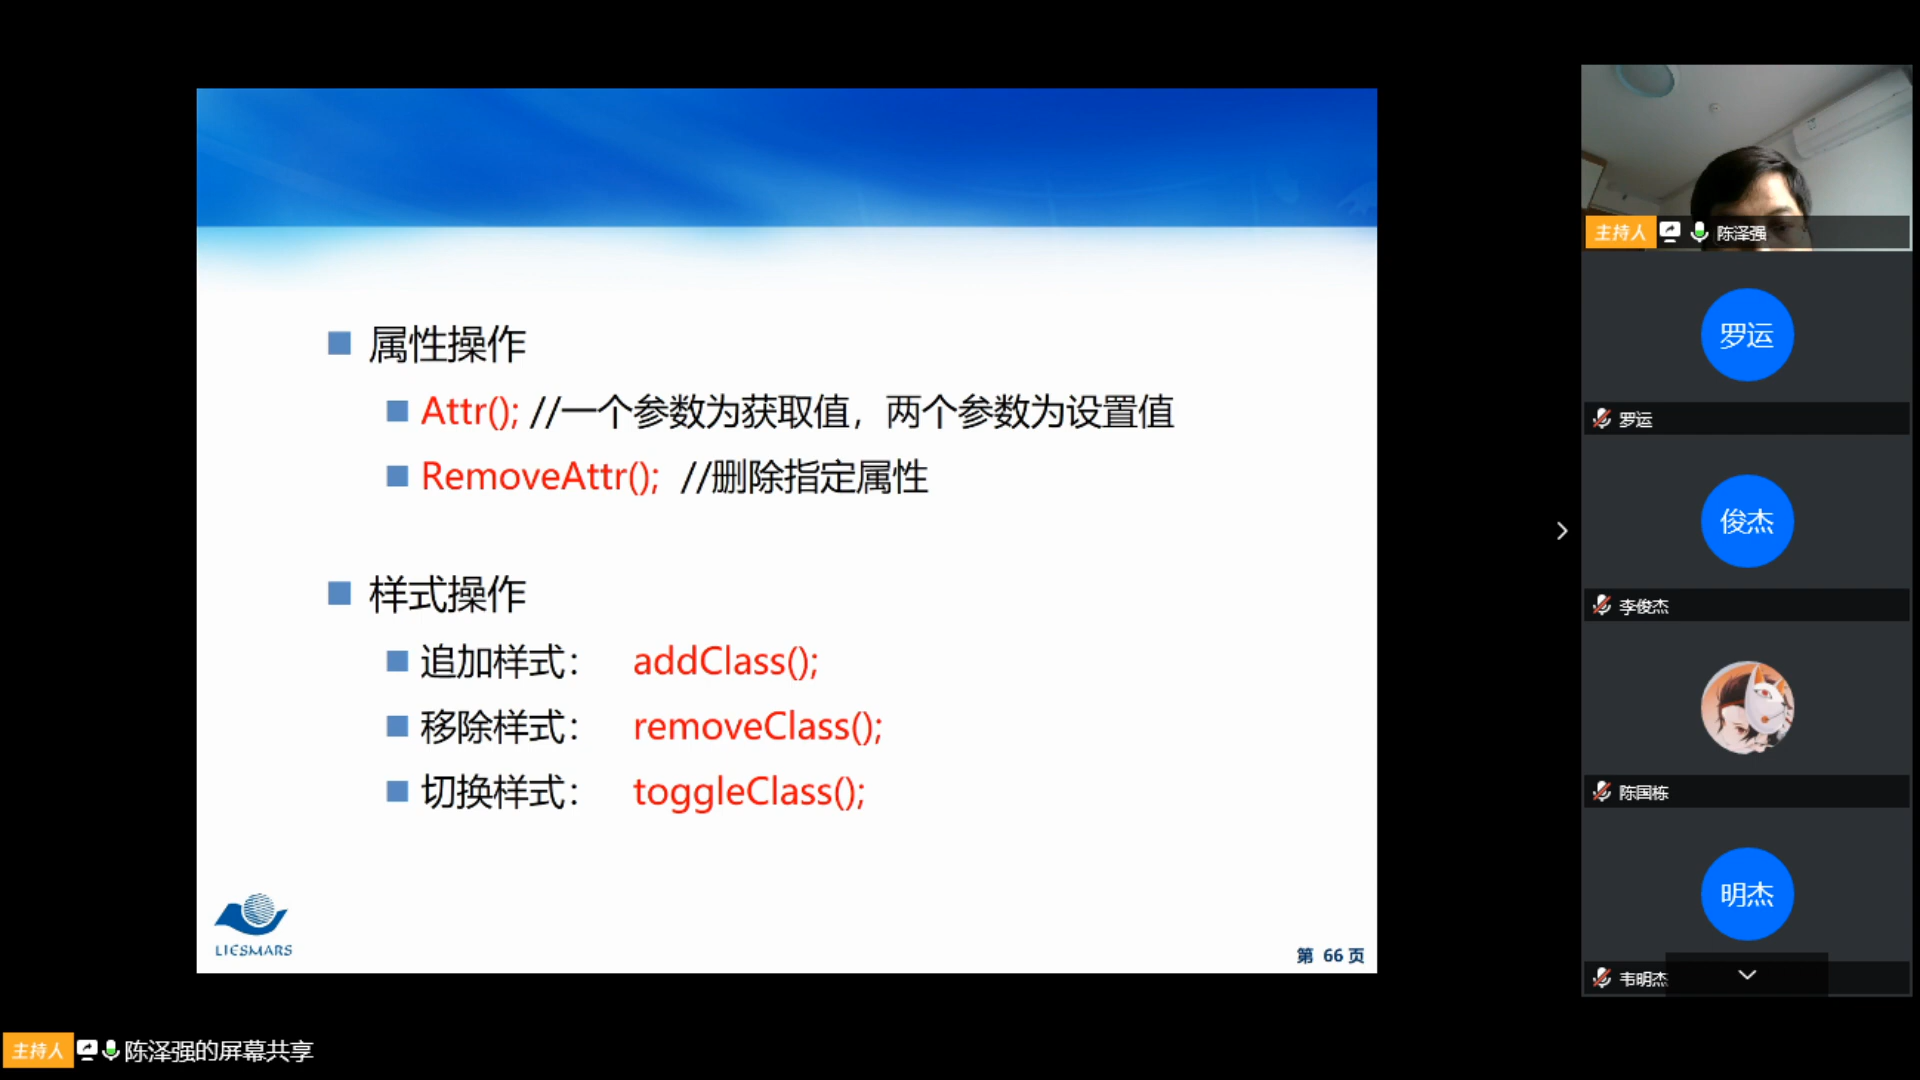 属性操作
Attr(); //一个参数为获取值，两个参数为设置值
RemoveAttr(); //删除指定属性
样式操作
追加样式： addClass();
移除样式： removeClass();
切换样式： toggleClass();
LIESMARS
第 66 页
主持人 陈泽强
罗运
罗运
俊杰
李俊杰
陈国栋
明杰
韦明杰
主持人 陈泽强的屏幕共享